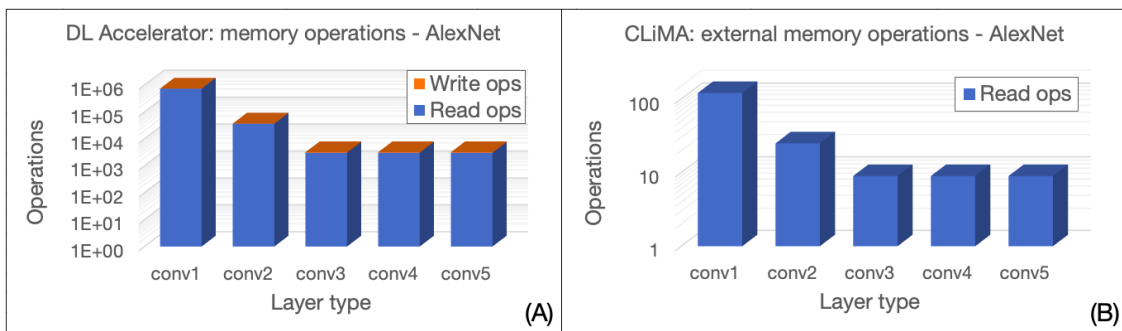 DL Accelerator: memory operations - AlexNet
Write ops
Read ops
1E+06
1E+05
1E+04
1E+03
1E+02
1E+01
1E+00
Operations
conv1 conv2 conv3 conv4 conv5
Layer type
(A)
CLiMA: external memory operations - AlexNet
Read ops
100
10
1
Operations
conv1 conv2 conv3 conv4 conv5
Layer type
(B)